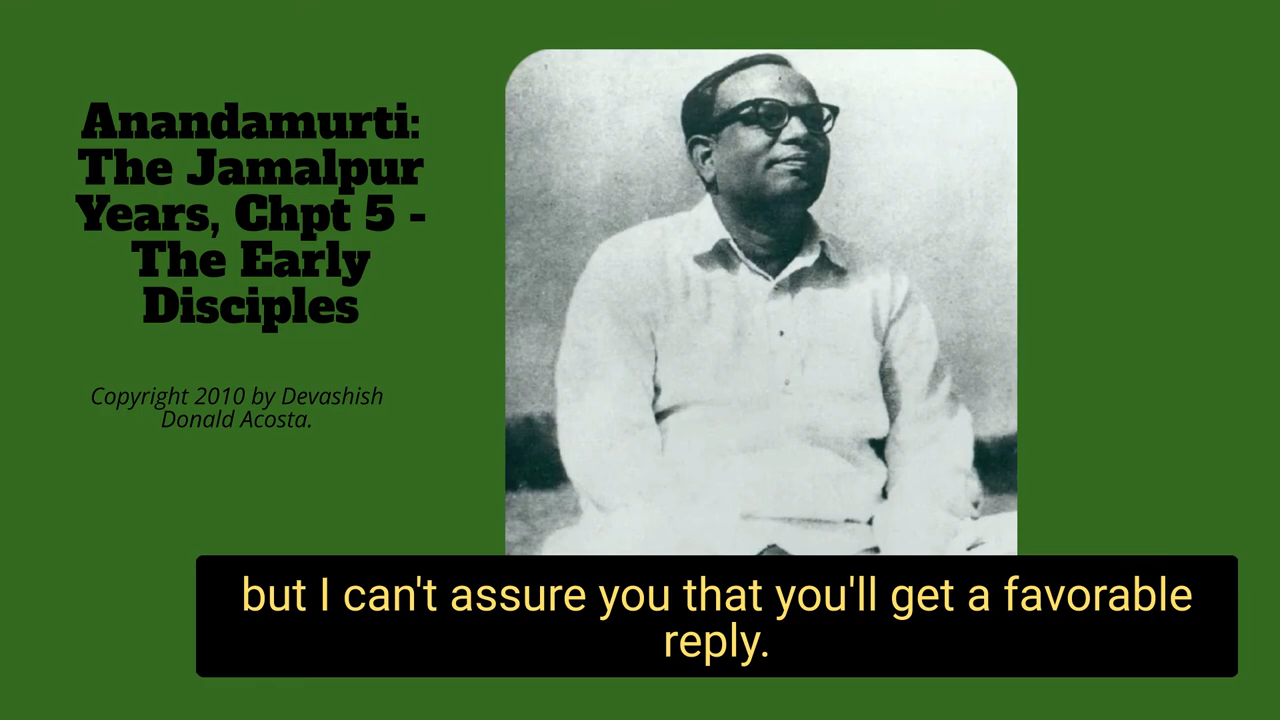 Anandamurti:
The Jamalpur
Years, Chpt 5 -
The Early
Disciples
Copyright 2010 by Devashish
Donald Acosta.
but I can't assure you that you'll get a favorable
reply.